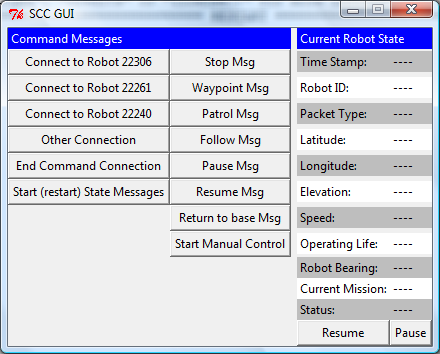 SCC GUI
Command Messages
Connect to Robot 22306
Stop Msg
Connect to Robot 22261
Waypoint Msg
Connect to Robot 22240
Patrol Msg
Other Connection
Follow Msg
End Command Connection
Pause Msg
Start (restart) State Messages
Resume Msg
Return to base Msg
Start Manual Control
Current Robot State
Time Stamp: ----
Robot ID: ----
Packet Type: ----
Latitude: ----
Longitude: ----
Elevation: ----
Speed: ----
Operating Life: ----
Robot Bearing: ----
Current Mission: ----
Status: ----
Resume
Pause